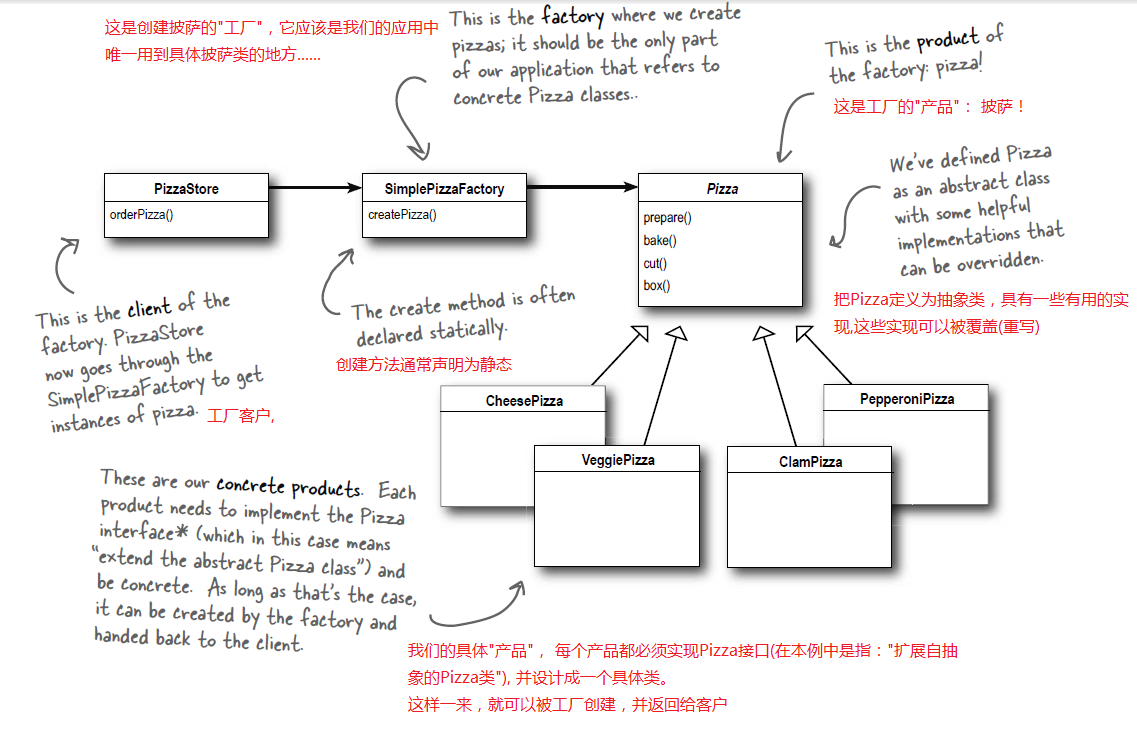 这是创建披萨的"工厂"，它应该是我们的应用中
唯一用到具体披萨类的地方......
This is the factory where we create
pizzas; it should be the only part
of our application that refers to
concrete Pizza classes..
This is the product of
the factory: pizza!
这是工厂的"产品"： 披萨！
PizzaStore
orderPizza()
SimplePizzaFactory
createPizza()
Pizza
prepare()
bake()
cut()
box()
We've defined Pizza
as an abstract class
with some helpful
implementations that
can be overridden.
把Pizza定义为抽象类，具有一些有用的实
现,这些实现可以被覆盖(重写)
This is the client of the
factory. PizzaStore
now goes through the
SimplePizzaFactory to get
instances of pizza.
工厂客户,
The create method is often
declared statically.
创建方法通常声明为静态
CheesePizza
VeggiePizza
ClamPizza
PepperoniPizza
These are our concrete products. Each
product needs to implement the Pizza
interface* (which in this case means
“extend the abstract Pizza class”) and
be concrete. As long as that's the case,
it can be created by the factory and
handed back to the client.
我们的具体"产品"， 每个产品都必须实现Pizza接口(在本例中是指："扩展自抽
象的Pizza类"), 并设计成一个具体类。
这样一来，就可以被工厂创建，并返回给客户